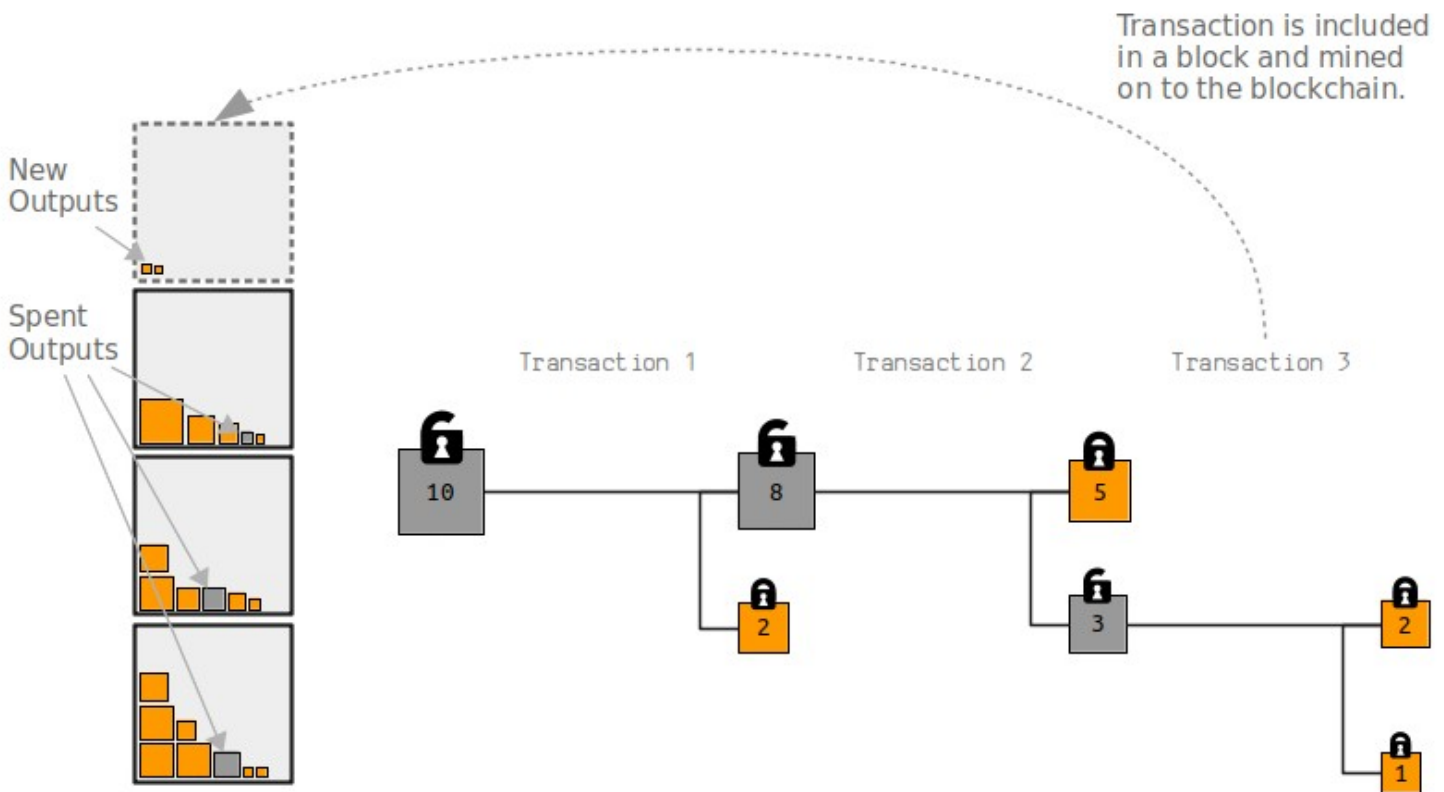 Transaction is included
in a block and mined
on to the blockchain.
New
Outputs
Spent
Outputs
Transaction 1
Transaction 2
Transaction 3
10
8
5
2
3
2
1